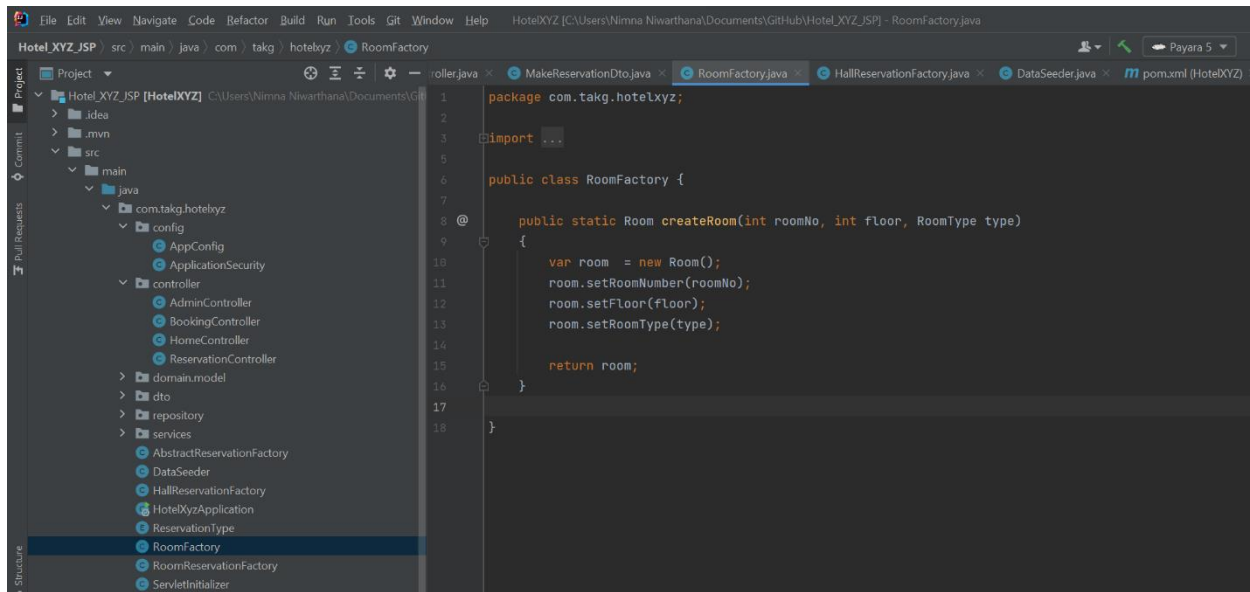 File Edit View Navigate Code Refactor Build Run Tools Git Window Help HotelXYZ [C:\Users\Nimna Niwarthana\Documents\GitHub\Hotel_XYZ_JSP] - RoomFactory.java
Hotel_XYZ_JSP src main java com takg hotelxyz RoomFactory Payara 5
Project roller.java MakeReservationDto.java RoomFactory.java HallReservationFactory.java DataSeeder.java pom.xml (HotelXYZ)
Project
Commit
Pull Requests
Structure
Hotel_XYZ_JSP [HotelXYZ] C:\Users\Nimna Niwarthana\Documents\Git
.idea
.mvn
src
main
java
com.takg.hotelxyz
config
AppConfig
ApplicationSecurity
controller
AdminController
BookingController
HomeController
ReservationController
domain.model
dto
repository
services
AbstractReservationFactory
DataSeeder
HallReservationFactory
HotelXyzApplication
ReservationType
RoomFactory
RoomReservationFactory
ServletInitializer
1 package com.takg.hotelxyz;
2
3 import ...
5
6 public class RoomFactory {
7
8 @ public static Room createRoom(int roomNo, int floor, RoomType type)
9 {
10 var room = new Room();
11 room.setRoomNumber(roomNo);
12 room.setFloor(floor);
13 room.setRoomType(type);
14
15 return room;
16 }
17
18 }